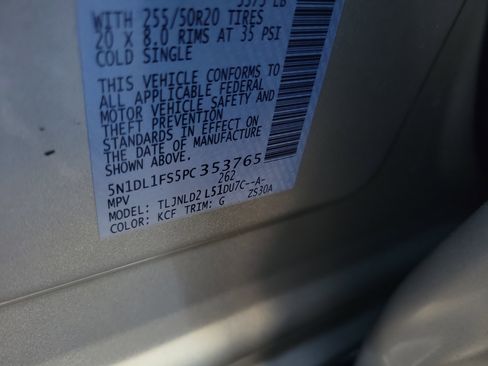 WITH 255/50R20 TIRES
20 X 8.0 RIMS AT 35 PSI
COLD SINGLE
THIS VEHICLE CONFORMS TO
ALL APPLICABLE FEDERAL
MOTOR VEHICLE SAFETY AND
THEFT PREVENTION
STANDARDS IN EFFECT ON
THE DATE OF MANUFACTURE
SHOWN ABOVE.
5N1DL1FS5PC353765
MPV 262
MODEL: TLJNLD2 L51DU7C--A-
COLOR: KCF TRIM: G ZS30A